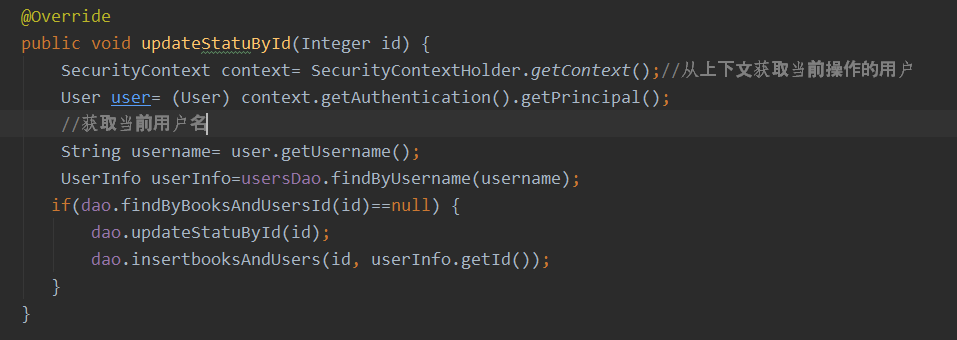 @Override
public void updateStatuById(Integer id) {
SecurityContext context= SecurityContextHolder.getContext();//从上下文获取当前操作的用户
User user= (User) context.getAuthentication().getPrincipal();
//获取当前用户名
String username= user.getUsername();
UserInfo userInfo=usersDao.findByUsername(username);
if(dao.findByBooksAndUsersId(id)==null) {
dao.updateStatuById(id);
dao.insertbooksAndUsers(id, userInfo.getId());
}
}